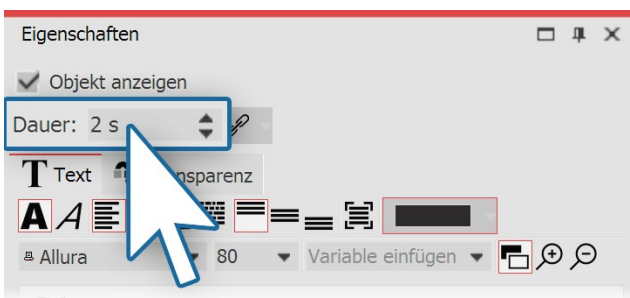 Eigenschaften
Objekt anzeigen
Dauer: 2 s
T Text
A A
Allura 80 Variable einfügen